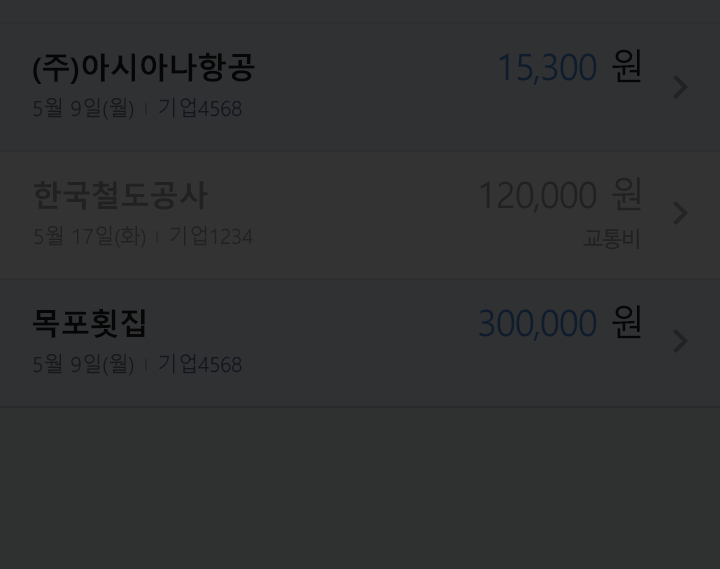 (주)아시아나항공 15,300 원
5월 9일(월) | 기업4568
한국철도공사 120,000 원
5월 17일(화) | 기업1234 교통비
목포횟집 300,000 원
5월 9일(월) | 기업4568